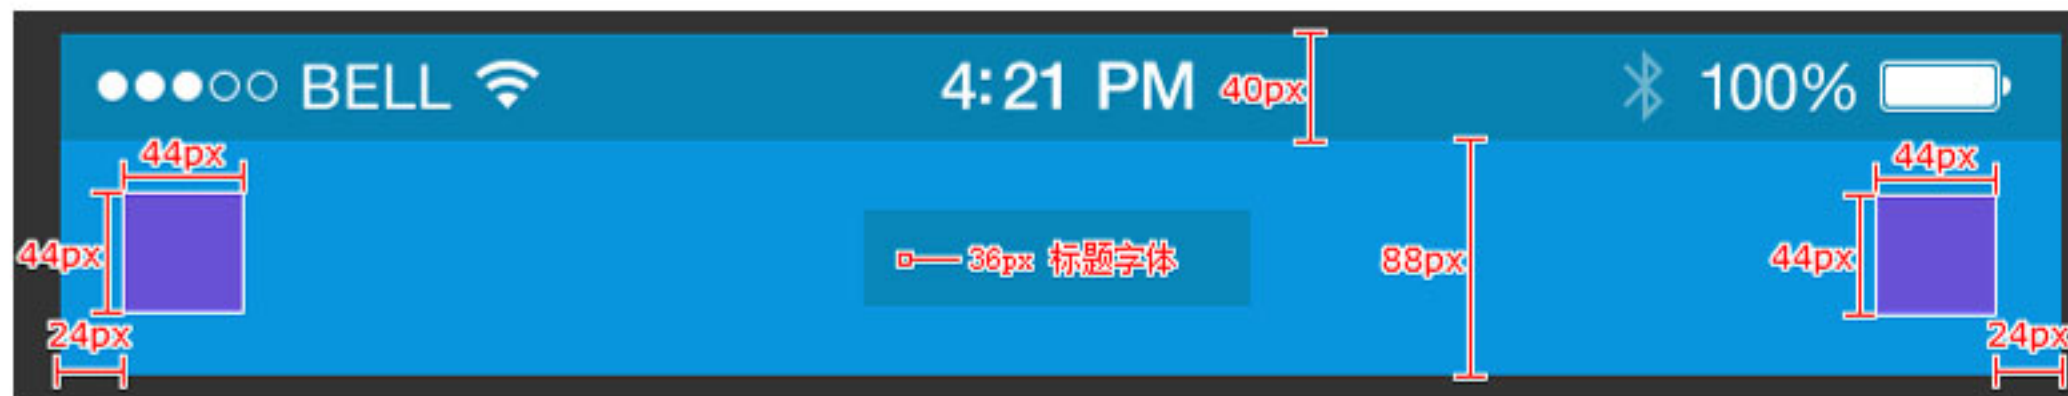 BELL 4:21 PM 40px 100%
44px 44px
44px 36px 标题字体 88px 44px
24px 24px